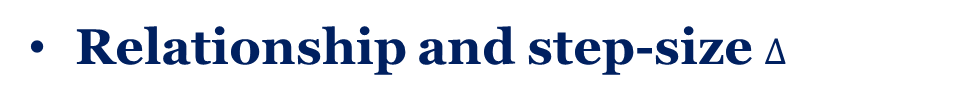 • Relationship and step-size Δ